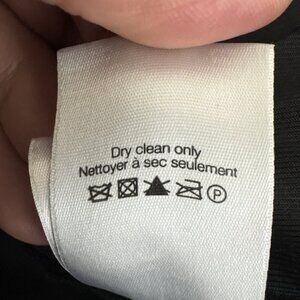 Dry clean only
Nettoyer à sec seulement
P